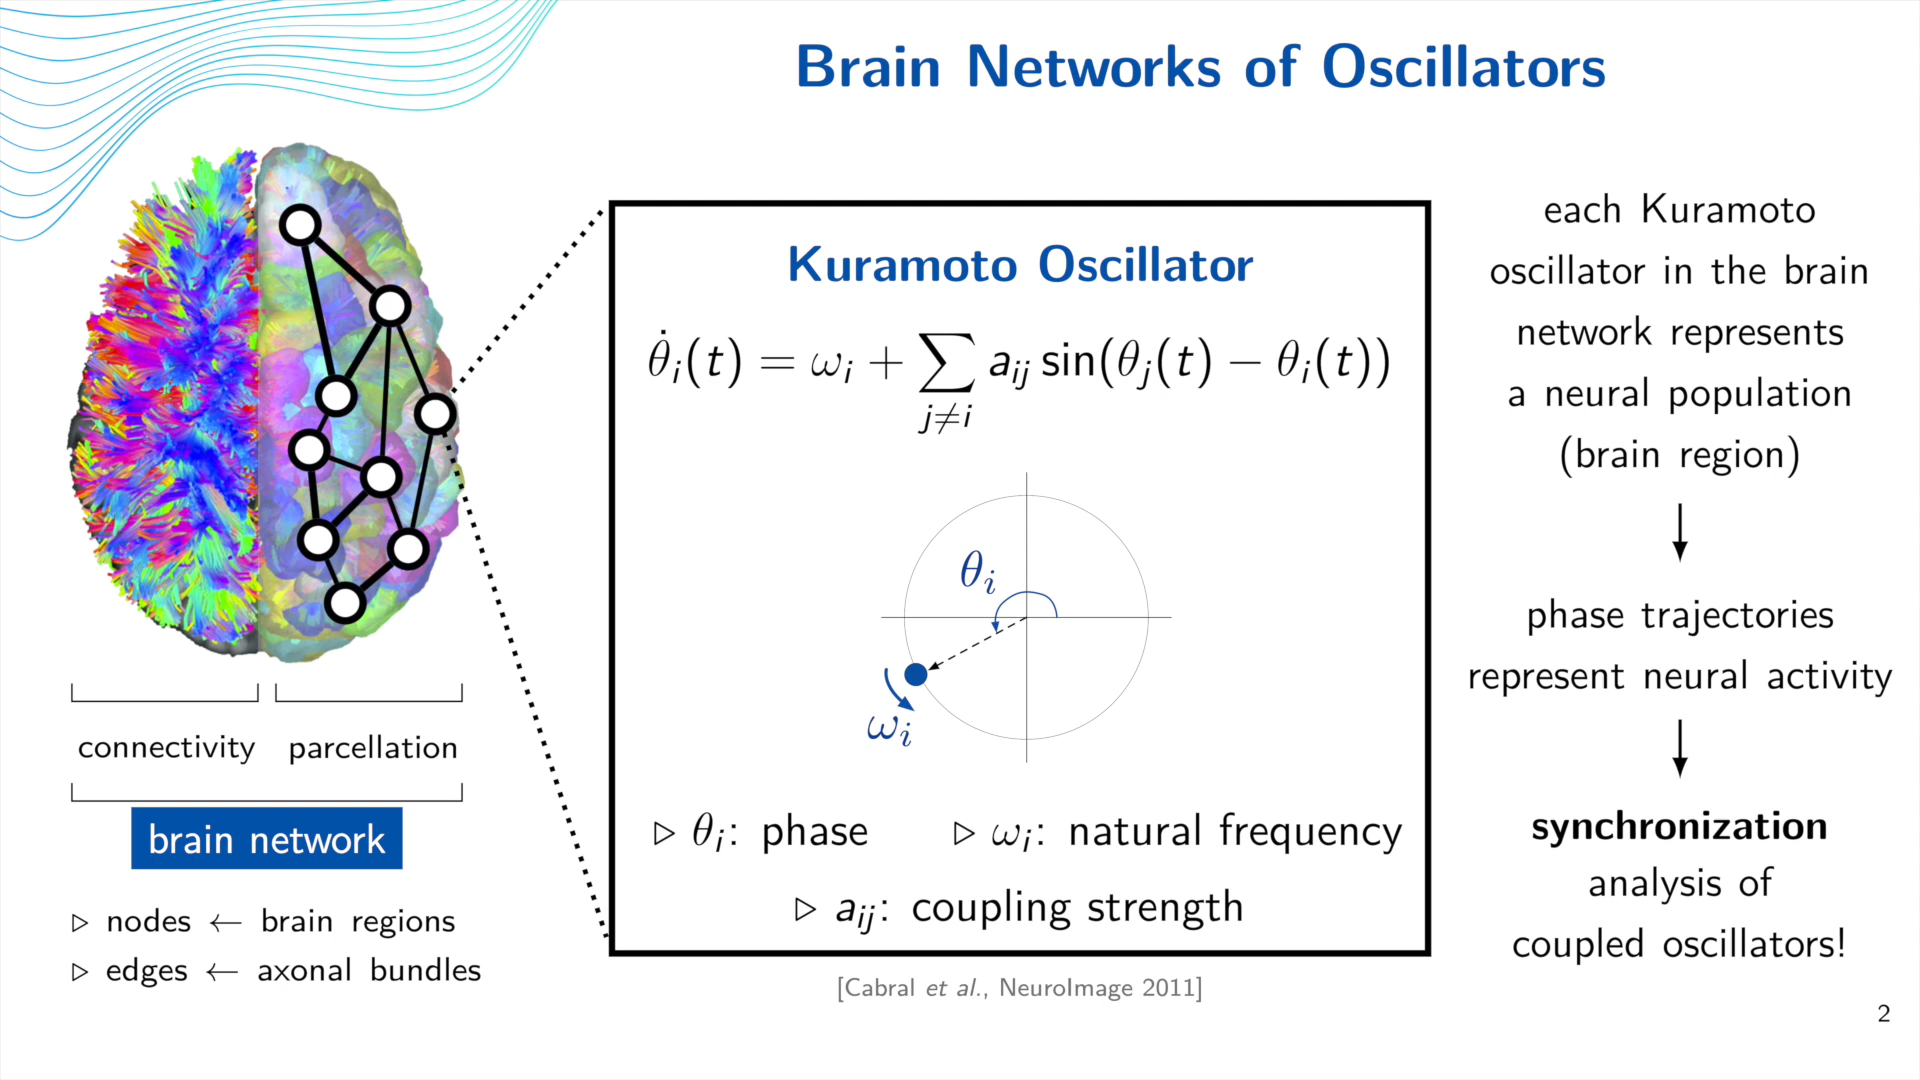 Brain Networks of Oscillators
connectivity parcellation
brain network
▷ nodes ← brain regions
▷ edges ← axonal bundles
Kuramoto Oscillator
θ̇ᵢ(t) = ωᵢ + ∑ aᵢⱼ sin(θⱼ(t) − θᵢ(t))
j≠i
θᵢ
ωᵢ
▷ θᵢ: phase ▷ ωᵢ: natural frequency
▷ aᵢⱼ: coupling strength
[Cabral et al., NeuroImage 2011]
each Kuramoto
oscillator in the brain
network represents
a neural population
(brain region)
phase trajectories
represent neural activity
synchronization
analysis of
coupled oscillators!
2